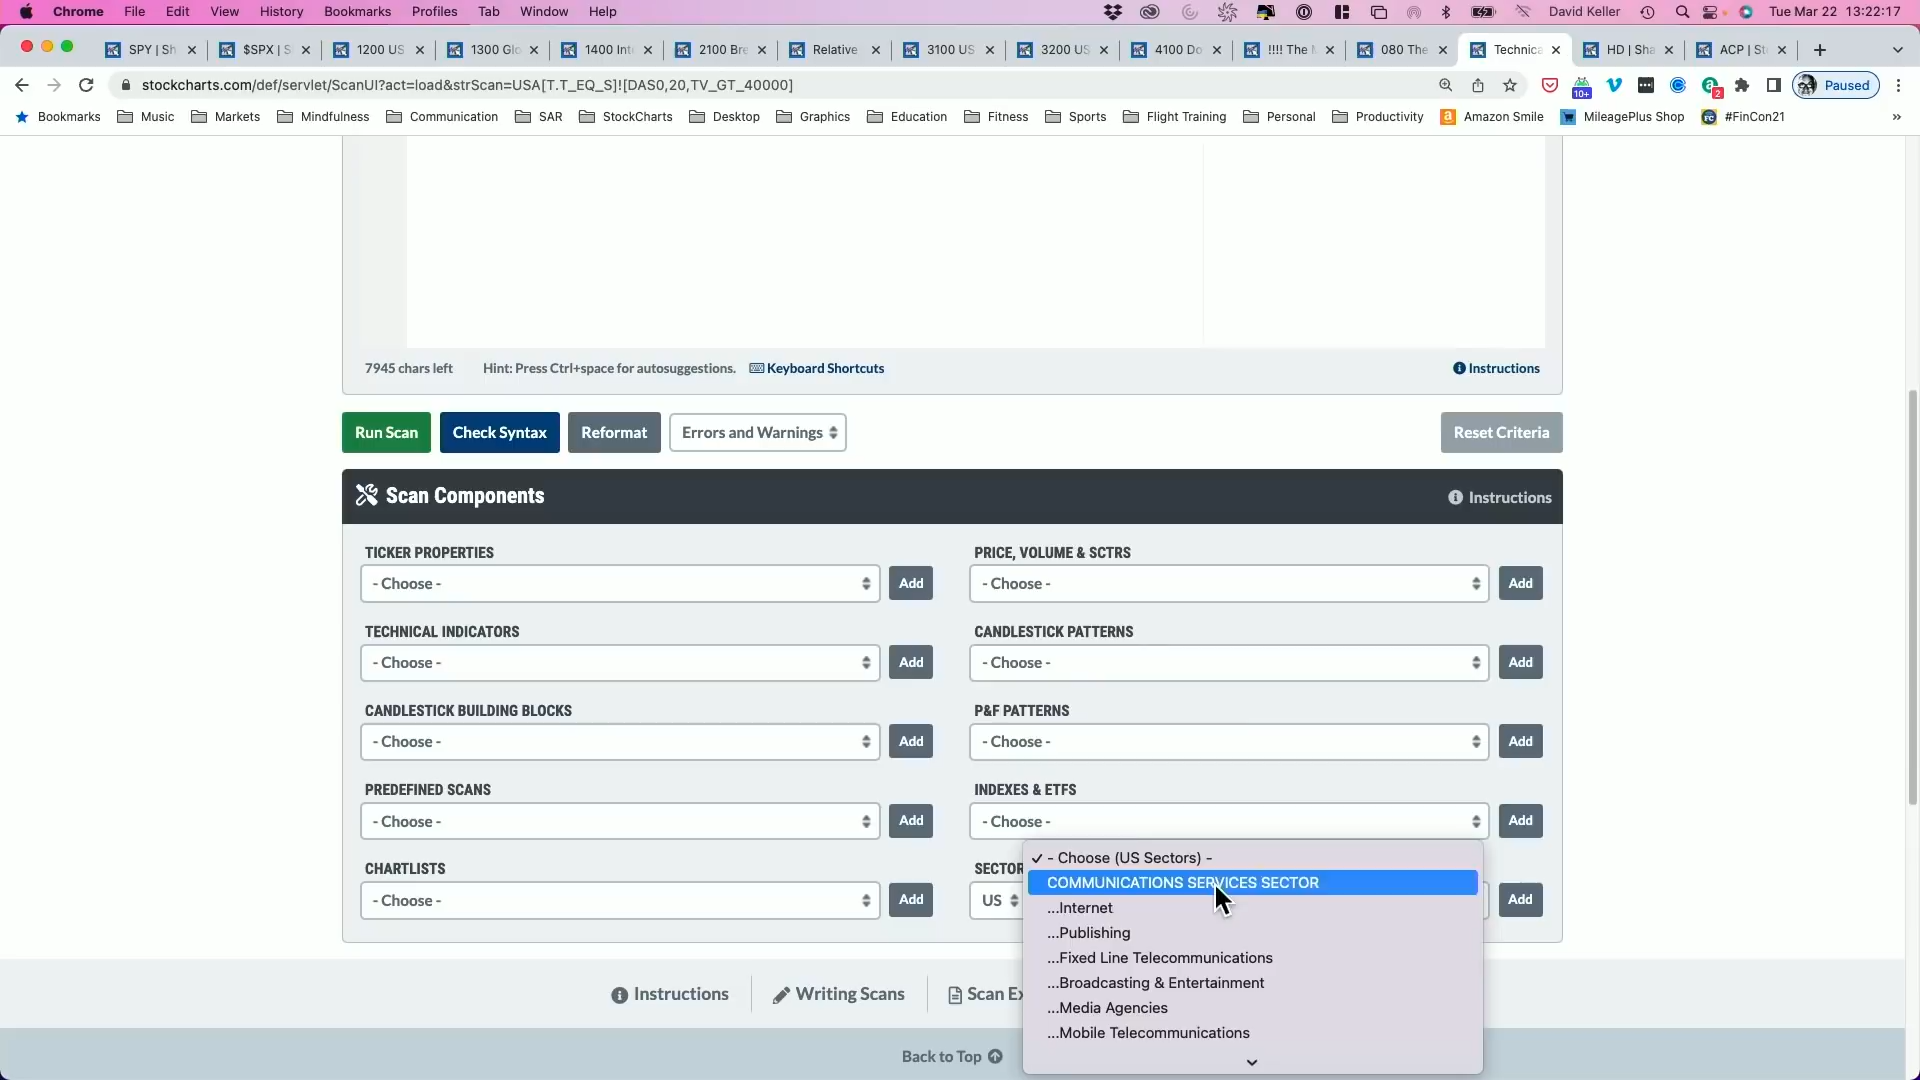 Chrome File Edit View History Bookmarks Profiles Tab Window Help David Keller Tue Mar 22 13:22:17
SPY | Sh $SPX | S 1200 US 1300 Glo 1400 Int 2100 Bre Relative 3100 US 3200 US 4100 Do !!!! The M 080 The Technica HD | Sha ACP | St
stockcharts.com/def/servlet/ScanUI?act=load&strScan=USA[T.T_EQ_S]![DAS0,20,TV_GT_40000] 10+ 2 Paused
Bookmarks Music Markets Mindfulness Communication SAR StockCharts Desktop Graphics Education Fitness Sports Flight Training Personal Productivity Amazon Smile MileagePlus Shop #FinCon21 »
7945 chars left Hint: Press Ctrl+space for autosuggestions. Keyboard Shortcuts Instructions
Run Scan Check Syntax Reformat Errors and Warnings Reset Criteria
Scan Components Instructions
TICKER PROPERTIES PRICE, VOLUME & SCTRS
- Choose - Add - Choose - Add
TECHNICAL INDICATORS CANDLESTICK PATTERNS
- Choose - Add - Choose - Add
CANDLESTICK BUILDING BLOCKS P&F PATTERNS
- Choose - Add - Choose - Add
PREDEFINED SCANS INDEXES & ETFS
- Choose - Add - Choose - Add
✓ - Choose (US Sectors) -
CHARTLISTS SECTOR
COMMUNICATIONS SERVICES SECTOR
- Choose - Add US Add
...Internet
...Publishing
...Fixed Line Telecommunications
...Broadcasting & Entertainment
Instructions Writing Scans Scan Ex
...Media Agencies
...Mobile Telecommunications
Back to Top